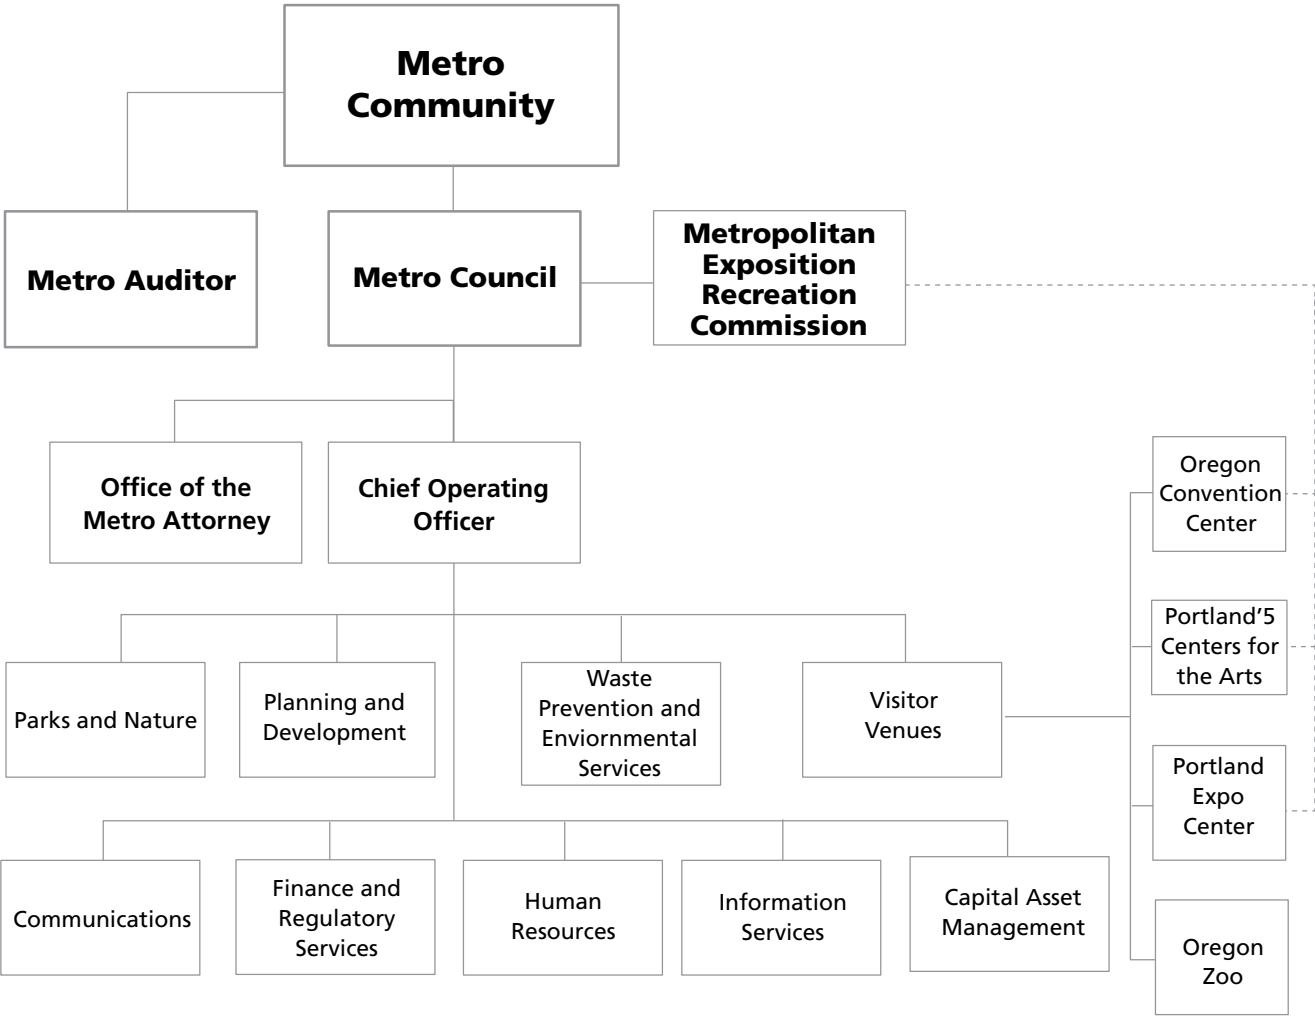 Metro
Community
Metro Auditor
Metro Council
Metropolitan
Exposition
Recreation
Commission
Office of the
Metro Attorney
Chief Operating
Officer
Oregon
Convention
Center
Portland’5
Centers for
the Arts
Portland
Expo
Center
Oregon
Zoo
Parks and Nature
Planning and
Development
Waste
Prevention and
Enviornmental
Services
Visitor
Venues
Communications
Finance and
Regulatory
Services
Human
Resources
Information
Services
Capital Asset
Management